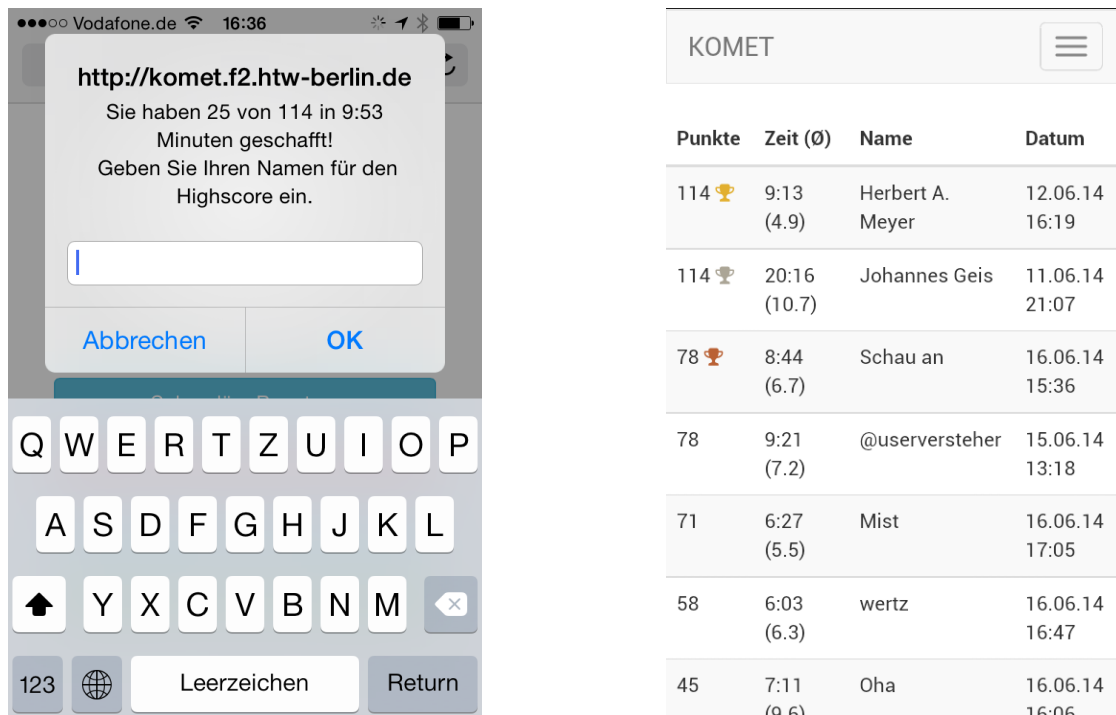 Vodafone.de 16:36
http://komet.f2.htw-berlin.de
Sie haben 25 von 114 in 9:53
Minuten geschafft!
Geben Sie Ihren Namen für den
Highscore ein.
Abbrechen OK
Q W E R T Z U I O P
A S D F G H J K L
Y X C V B N M
123 Leerzeichen Return
KOMET
Punkte Zeit (Ø) Name Datum
114 9:13 Herbert A. 12.06.14
(4.9) Meyer 16:19
114 20:16 Johannes Geis 11.06.14
(10.7) 21:07
78 8:44 Schau an 16.06.14
(6.7) 15:36
78 9:21 @userversteher 15.06.14
(7.2) 13:18
71 6:27 Mist 16.06.14
(5.5) 17:05
58 6:03 wertz 16.06.14
(6.3) 16:47
45 7:11 Oha 16.06.14
(9.6) 16:06